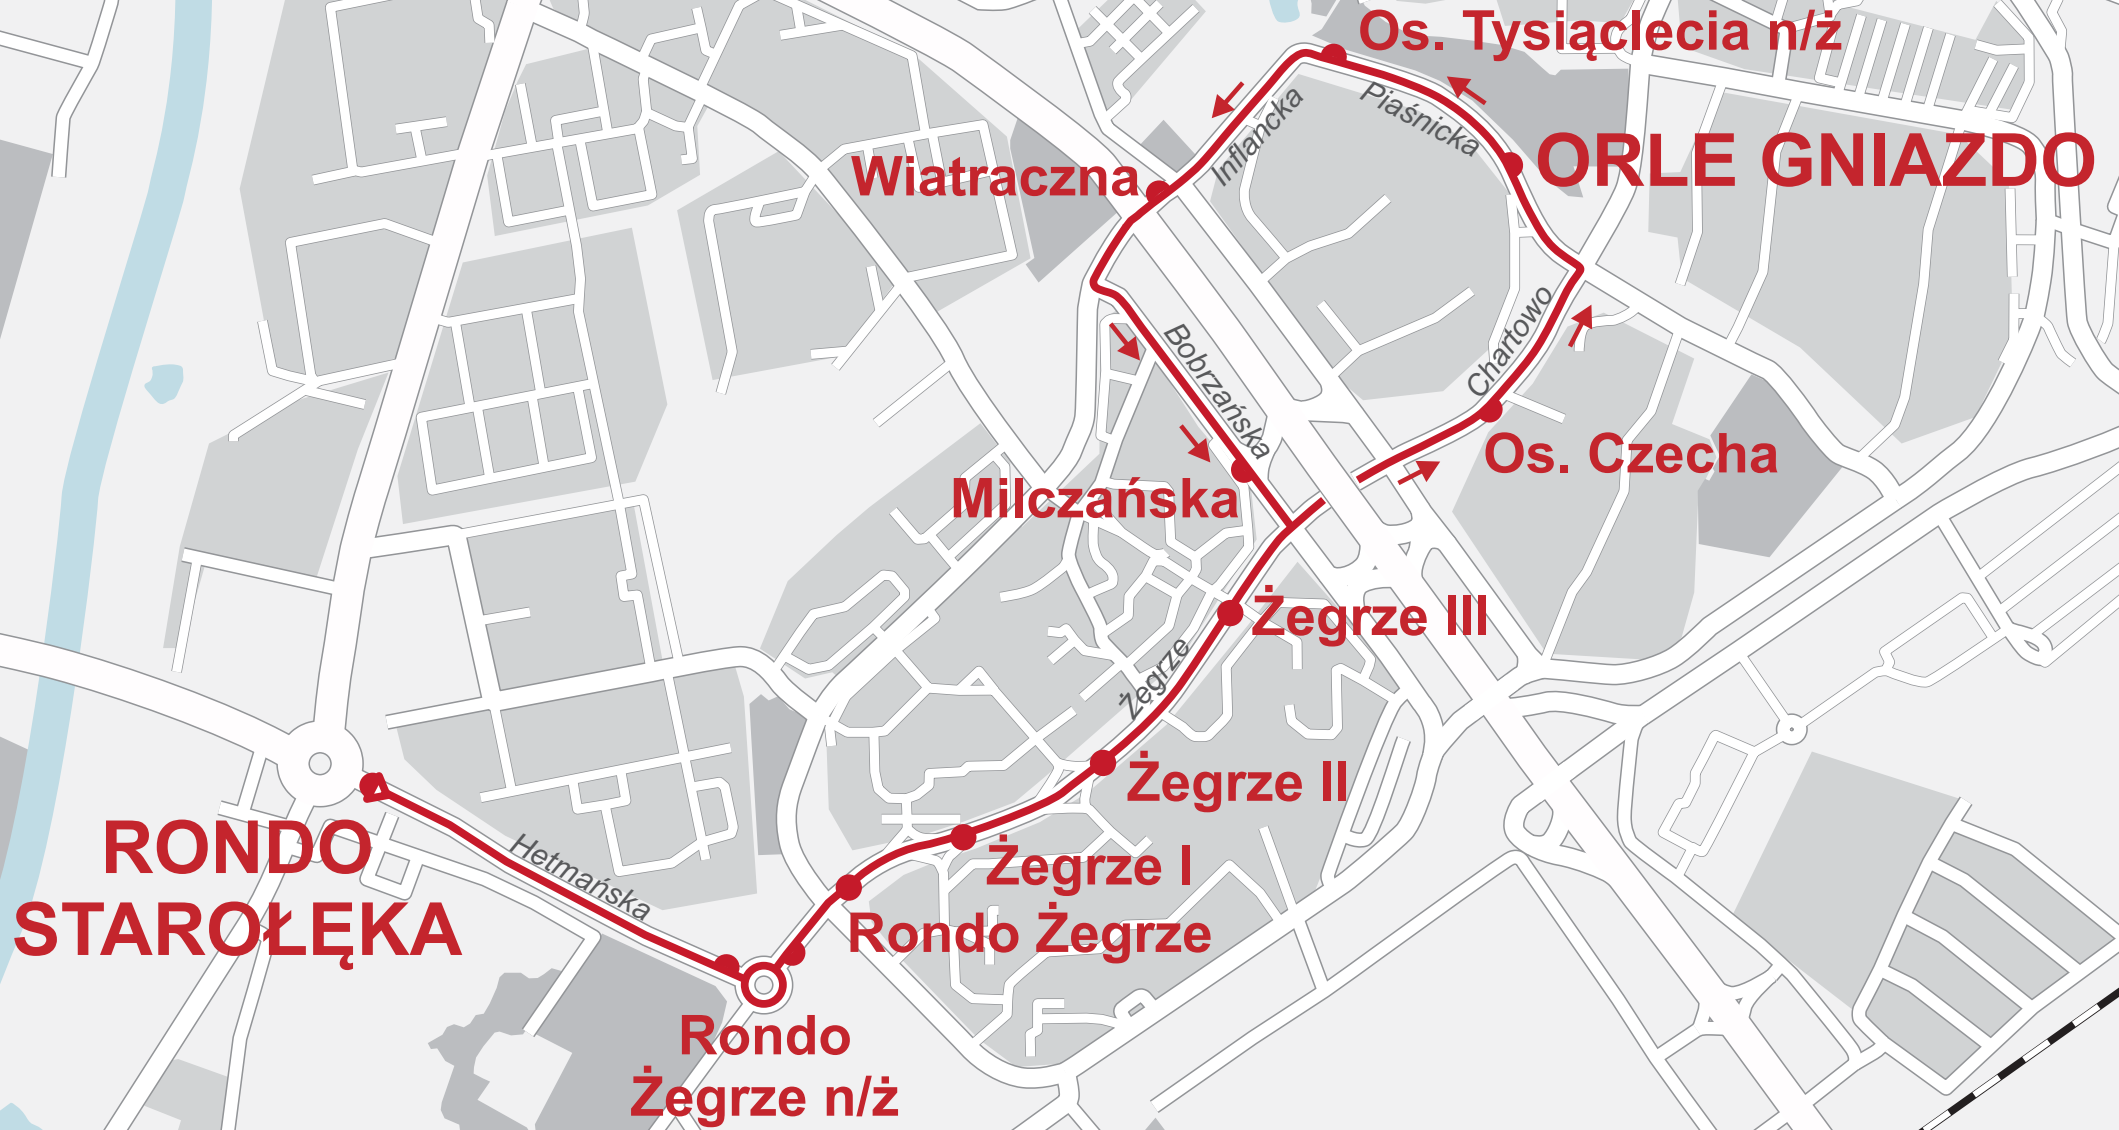 Os. Tysiąclecia n/ż
Piaśnicka
Inflancka
ORLE GNIAZDO
Wiatraczna
Chartowo
Bobrzańska
Os. Czecha
Milczańska
Żegrze III
Żegrze
Żegrze II
RONDO
STAROŁĘKA
Hetmańska
Żegrze I
Rondo Żegrze
Rondo
Żegrze n/ż